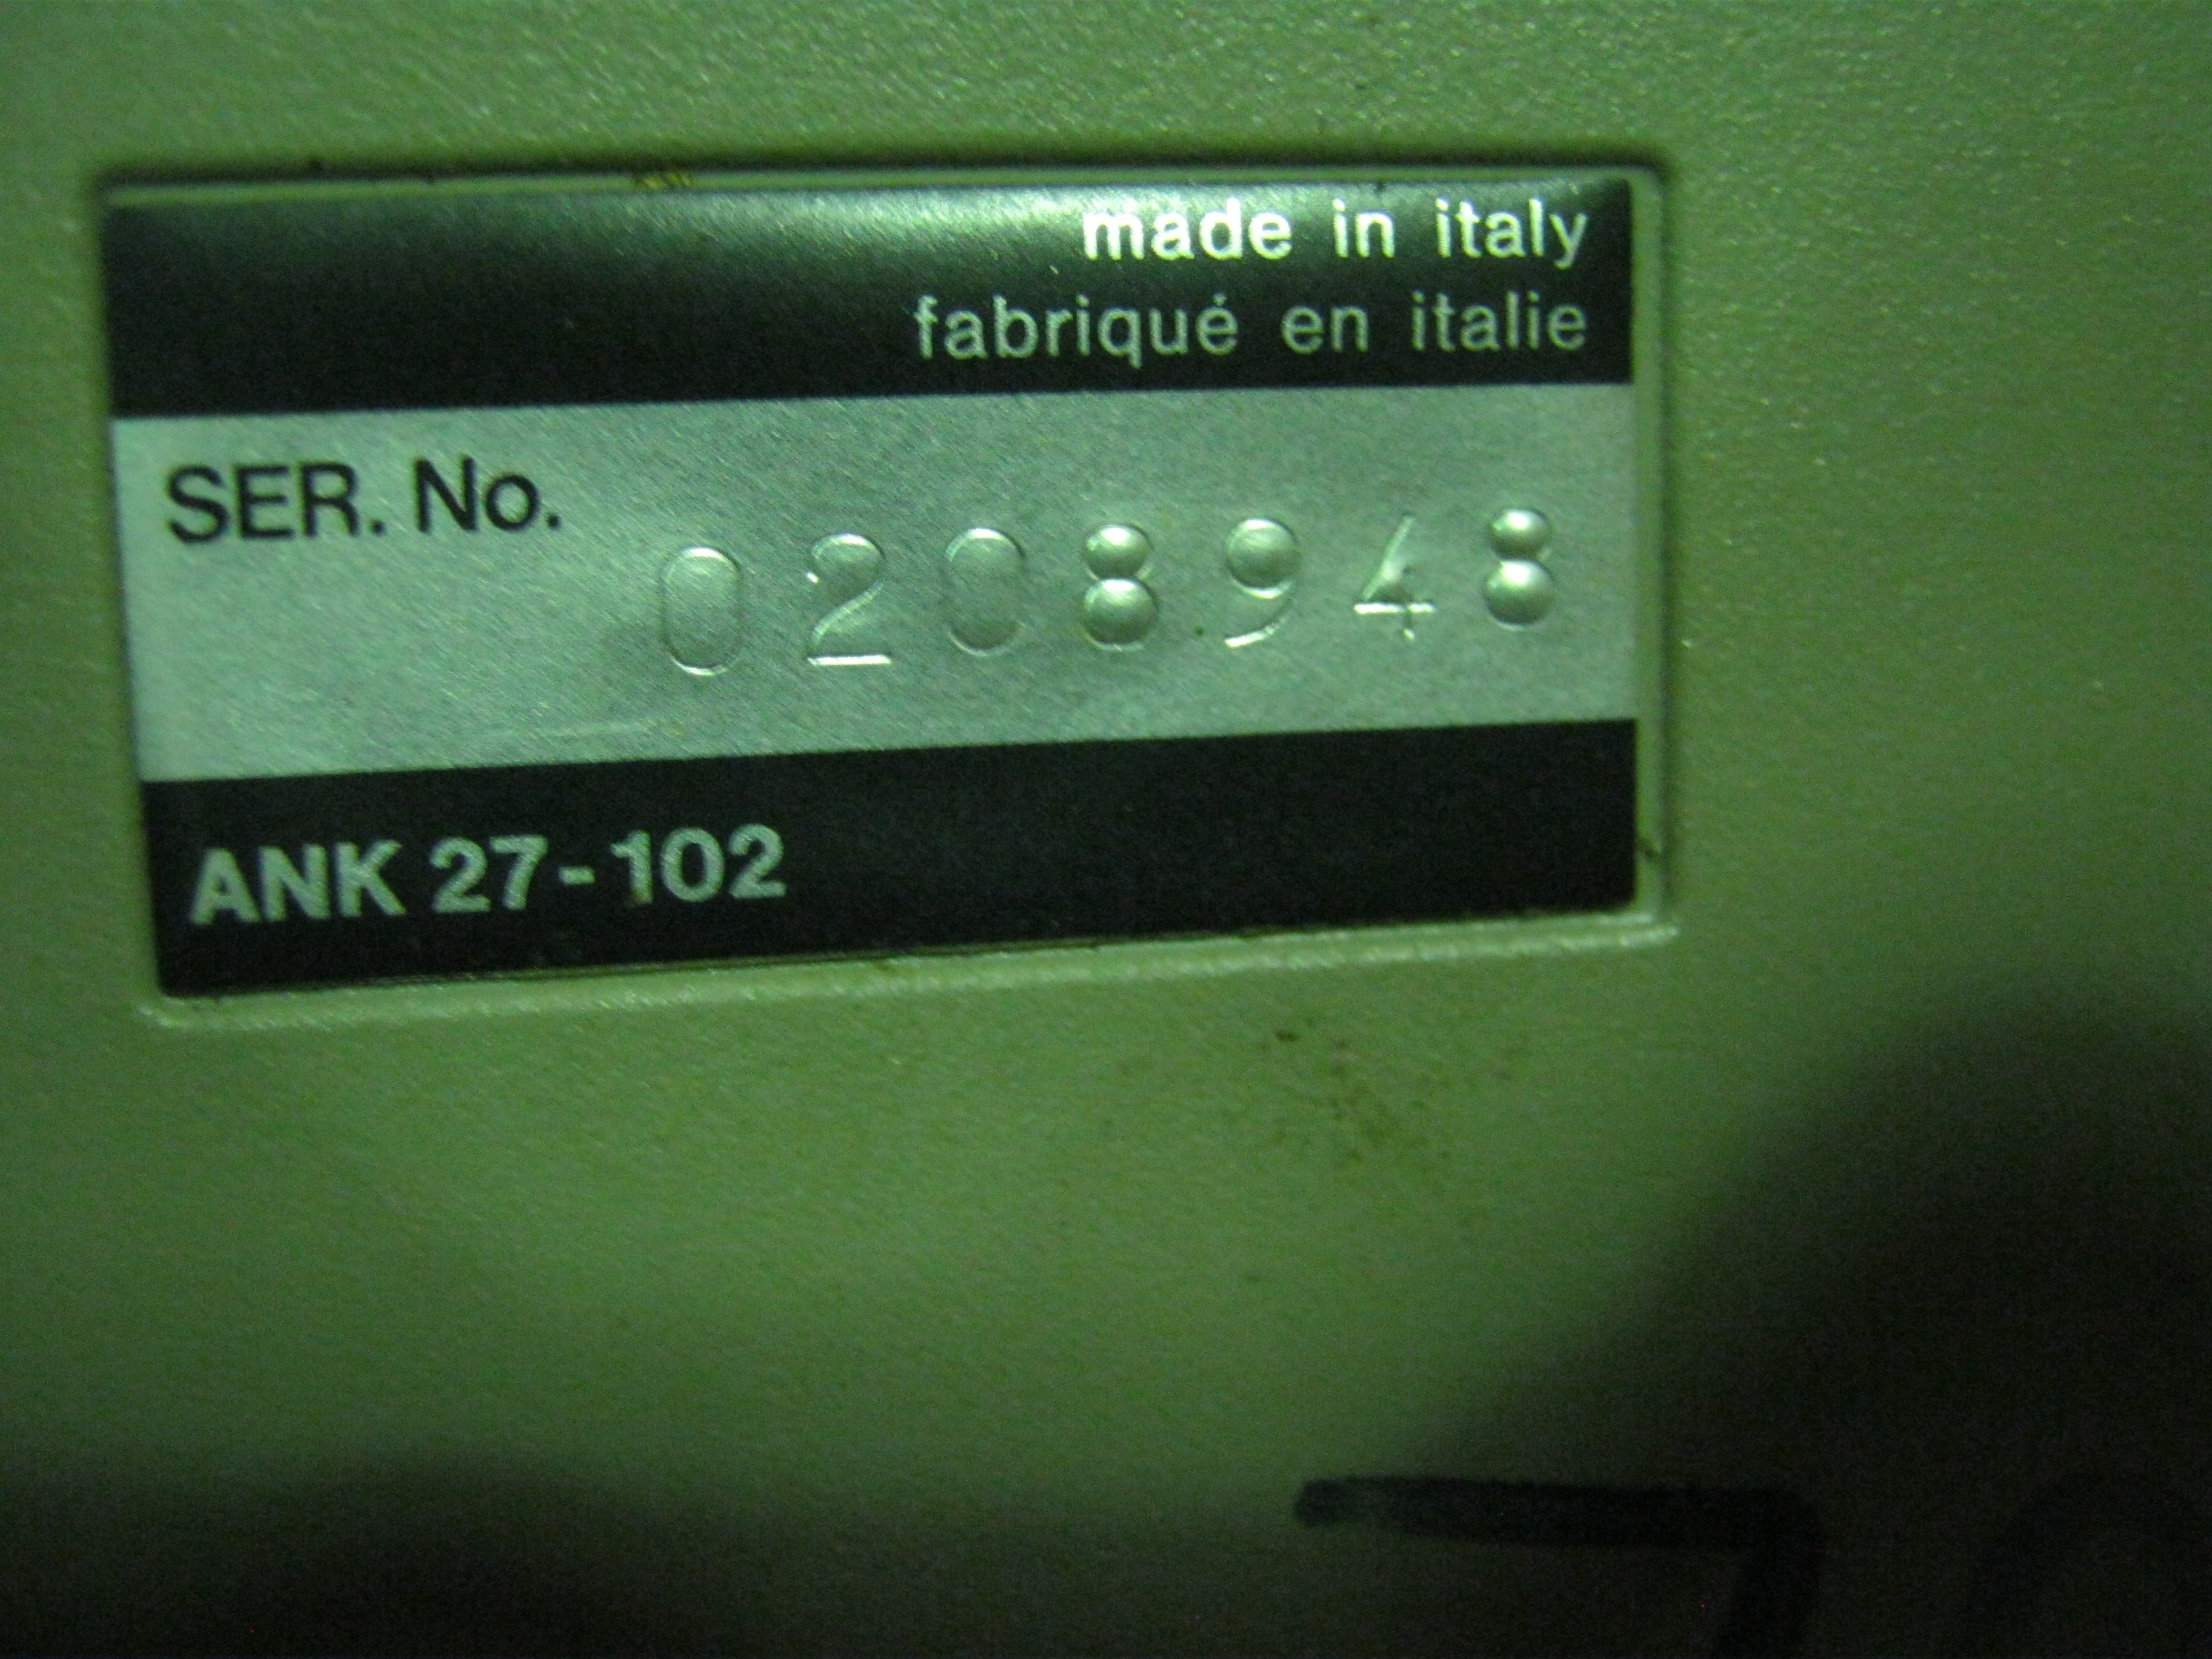 made in italy
fabriqué en italie
SER. No.
0208948
ANK 27-102